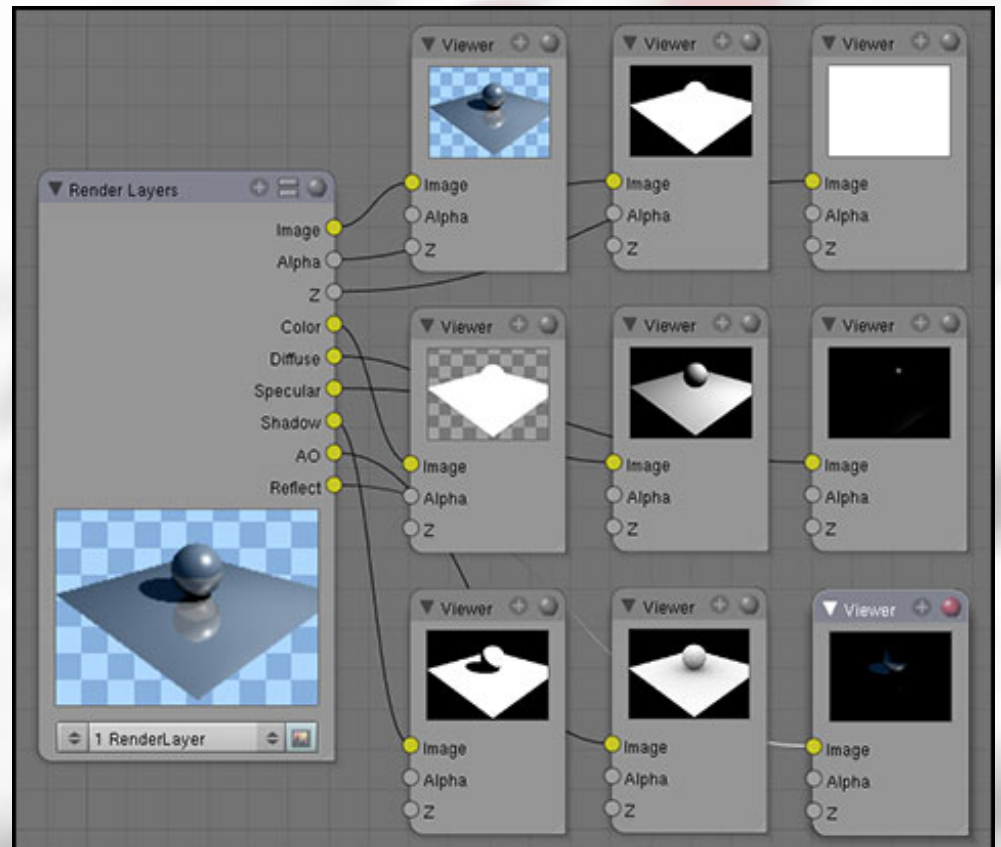 Render Layers
Image
Alpha
Z
Color
Diffuse
Specular
Shadow
AO
Reflect
1 RenderLayer
Viewer
Image
Alpha
Z
Viewer
Image
Alpha
Z
Viewer
Image
Alpha
Z
Viewer
Image
Alpha
Z
Viewer
Image
Alpha
Z
Viewer
Image
Alpha
Z
Viewer
Image
Alpha
Z
Viewer
Image
Alpha
Z
Viewer
Image
Alpha
Z